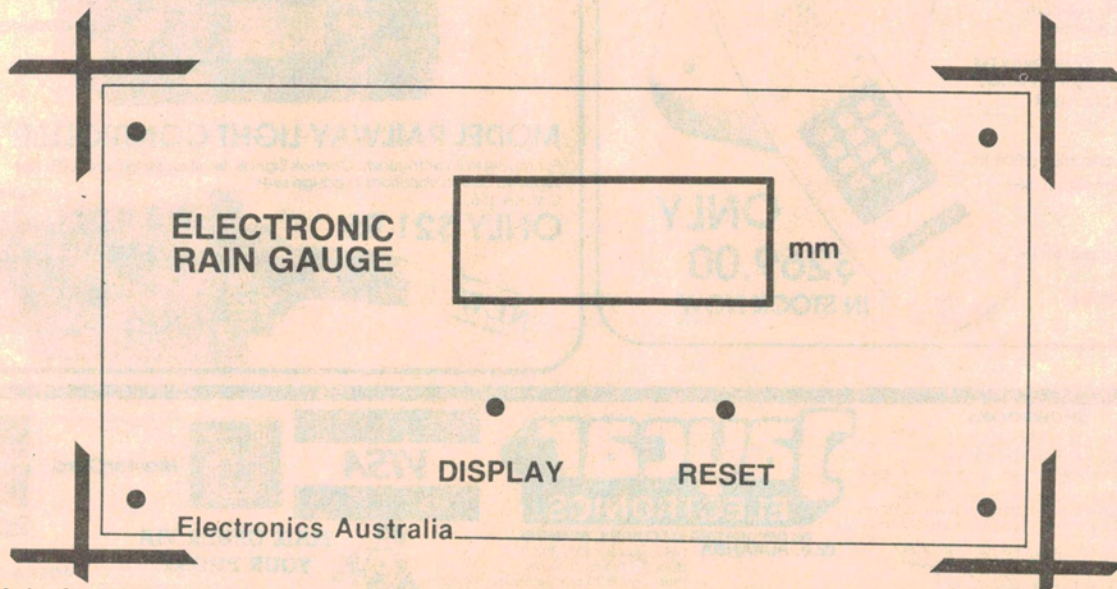 ELECTRONIC
RAIN GAUGE
mm
DISPLAY
RESET
Electronics Australia